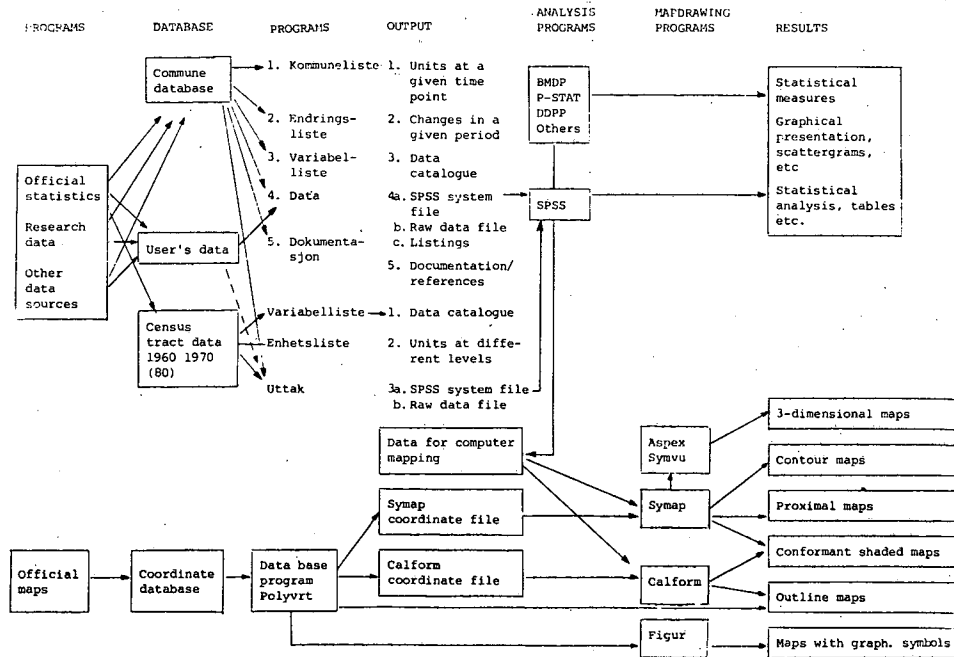 PROGRAMS
DATABASE
PROGRAMS
OUTPUT
ANALYSIS
PROGRAMS
MAPDRAWING
PROGRAMS
RESULTS
Official
statistics
Research
data
Other
data
sources
Commune
database
User's data
Census
tract data
1960 1970
(80)
1. Kommuneliste
2. Endrings-
liste
3. Variabel-
liste
4. Data
5. Dokumenta-
sjon
Variabelliste
Enhetsliste
Uttak
1. Units at a
given time
point
2. Changes in a
given period
3. Data
catalogue
4a. SPSS system
file
b. Raw data file
c. Listings
5. Documentation/
references
1. Data catalogue
2. Units at diffe-
rent levels
3a. SPSS system file
b. Raw data file
BMDP
P-STAT
DDPP
Others
SPSS
Statistical
measures
Graphical
presentation,
scattergrams,
etc
Statistical
analysis, tables
etc.
Data for computer
mapping
Symap
coordinate file
Calform
coordinate file
Official
maps
Coordinate
database
Data base
program
Polyvrt
Aspex
Symvu
Symap
Calform
Figur
3-dimensional maps
Contour maps
Proximal maps
Conformant shaded maps
Outline maps
Maps with graph. symbols